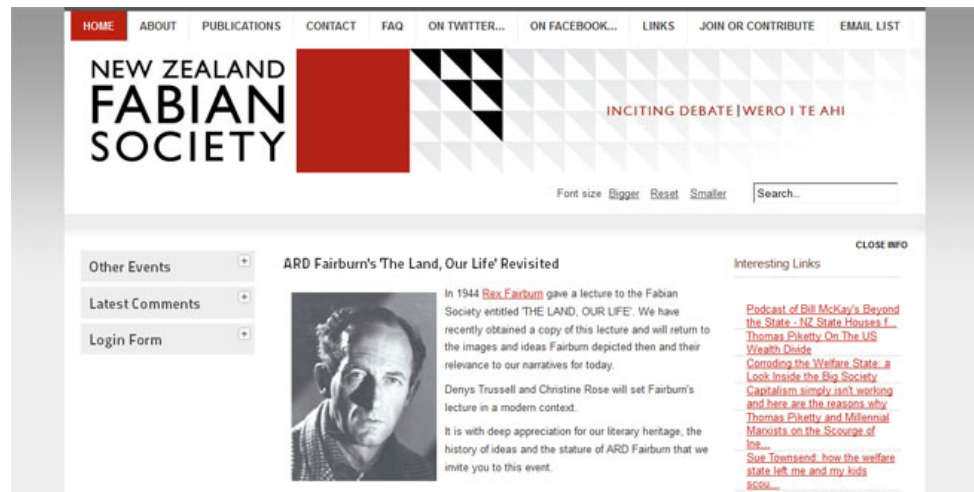 HOME ABOUT PUBLICATIONS CONTACT FAQ ON TWITTER... ON FACEBOOK... LINKS JOIN OR CONTRIBUTE EMAIL LIST
NEW ZEALAND
FABIAN
SOCIETY
INCITING DEBATE|WERO I TE AHI
Font size Bigger Reset Smaller Search...
CLOSE INFO
Other Events
Latest Comments
Login Form
ARD Fairburn's 'The Land, Our Life' Revisited
In 1944 Rex Fairburn gave a lecture to the Fabian
Society entitled 'THE LAND, OUR LIFE'. We have
recently obtained a copy of this lecture and will return to
the images and ideas Fairburn depicted then and their
relevance to our narratives for today.
Denys Trussell and Christine Rose will set Fairburn's
lecture in a modern context.
It is with deep appreciation for our literary heritage, the
history of ideas and the stature of ARD Fairburn that we
invite you to this event.
Interesting Links
Podcast of Bill McKay's Beyond
the State - NZ State Houses f...
Thomas Piketty On The US
Wealth Divide
Corroding the Welfare State: a
Look Inside the Big Society
Capitalism simply isn't working
and here are the reasons why
Thomas Piketty and Millennial
Marxists on the Scourge of
Ine...
Sue Townsend: how the welfare
state left me and my kids
scou...